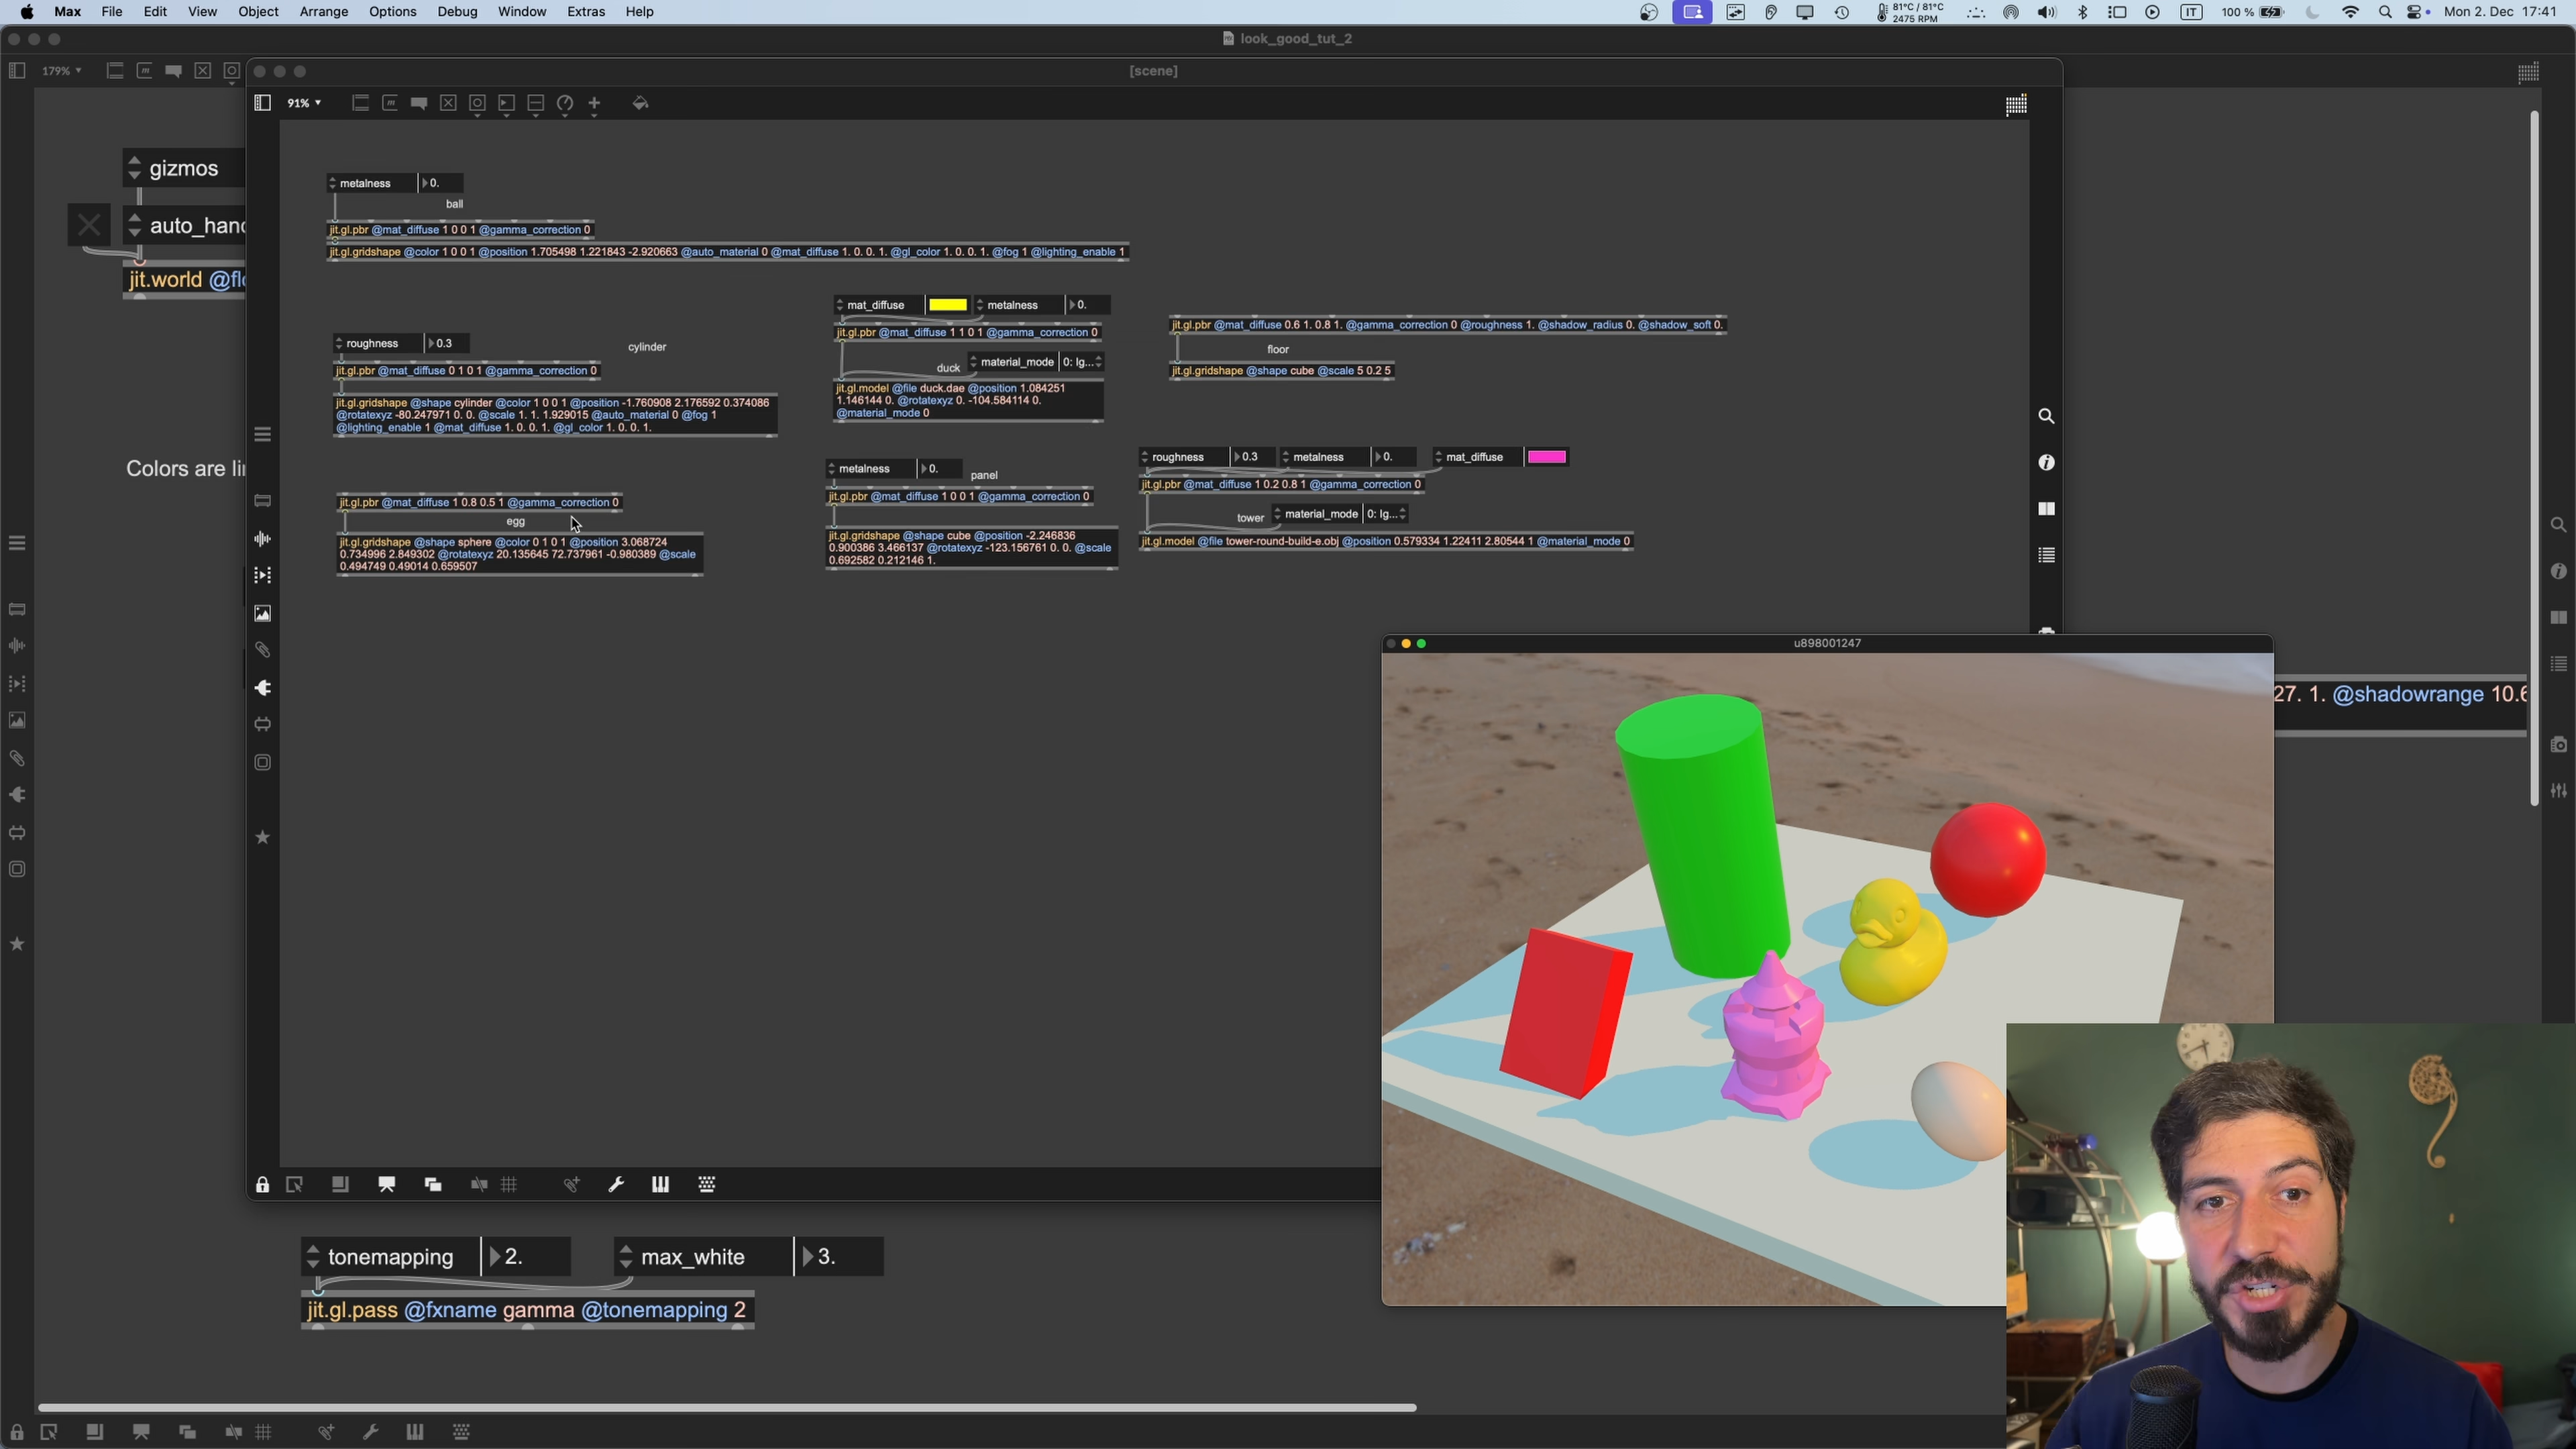 Max File Edit View Object Arrange Options Debug Window Extras Help
81°C / 81°C
2475 RPM
IT 100 % Mon 2. Dec 17:41
look_good_tut_2
179%
[scene]
91%
gizmos
auto_hand
jit.world @flo
Colors are lin
metalness 0.
ball
jit.gl.pbr @mat_diffuse 1 0 0 1 @gamma_correction 0
jit.gl.gridshape @color 1 0 0 1 @position 1.705498 1.221843 -2.920663 @auto_material 0 @mat_diffuse 1. 0. 0. 1. @gl_color 1. 0. 0. 1. @fog 1 @lighting_enable 1
roughness 0.3
cylinder
jit.gl.pbr @mat_diffuse 0 1 0 1 @gamma_correction 0
jit.gl.gridshape @shape cylinder @color 1 0 0 1 @position -1.760908 2.176592 0.374086
@rotatexyz -80.247971 0. 0. @scale 1. 1. 1.929015 @auto_material 0 @fog 1
@lighting_enable 1 @mat_diffuse 1. 0. 0. 1. @gl_color 1. 0. 0. 1.
mat_diffuse metalness 0.
jit.gl.pbr @mat_diffuse 1 1 0 1 @gamma_correction 0
duck material_mode 0: Ig...
jit.gl.model @file duck.dae @position 1.084251
1.146144 0. @rotatexyz 0. -104.584114 0.
@material_mode 0
jit.gl.pbr @mat_diffuse 0.6 1. 0.8 1. @gamma_correction 0 @roughness 1. @shadow_radius 0. @shadow_soft 0.
floor
jit.gl.gridshape @shape cube @scale 5 0.2 5
jit.gl.pbr @mat_diffuse 1 0.8 0.5 1 @gamma_correction 0
egg
jit.gl.gridshape @shape sphere @color 0 1 0 1 @position 3.068724
0.734996 2.849302 @rotatexyz 20.135645 72.737961 -0.980389 @scale
0.494749 0.49014 0.659507
metalness 0.
panel
jit.gl.pbr @mat_diffuse 1 0 0 1 @gamma_correction 0
jit.gl.gridshape @shape cube @position -2.246836
0.900386 3.466137 @rotatexyz -123.156761 0. 0. @scale
0.692582 0.212146 1.
roughness 0.3 metalness 0. mat_diffuse
jit.gl.pbr @mat_diffuse 1 0.2 0.8 1 @gamma_correction 0
tower material_mode 0: Ig...
jit.gl.model @file tower-round-build-e.obj @position 0.579334 1.22411 2.80544 1 @material_mode 0
u898001247
27. 1. @shadowrange 10.6
tonemapping 2. max_white 3.
jit.gl.pass @fxname gamma @tonemapping 2